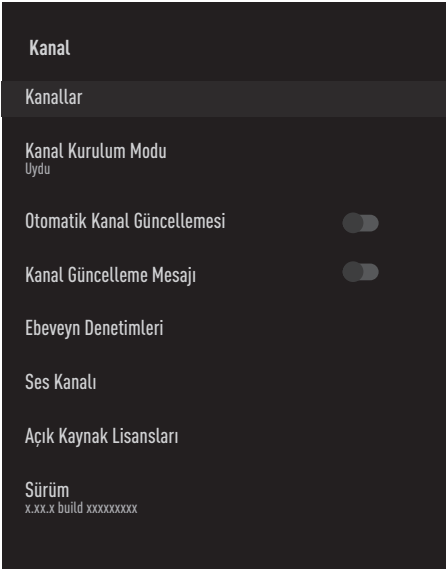 Kanal
Kanallar
Kanal Kurulum Modu
Uydu
Otomatik Kanal Güncellemesi
Kanal Güncelleme Mesajı
Ebeveyn Denetimleri
Ses Kanalı
Açık Kaynak Lisansları
Sürüm
x.xx.x build xxxxxxxxx